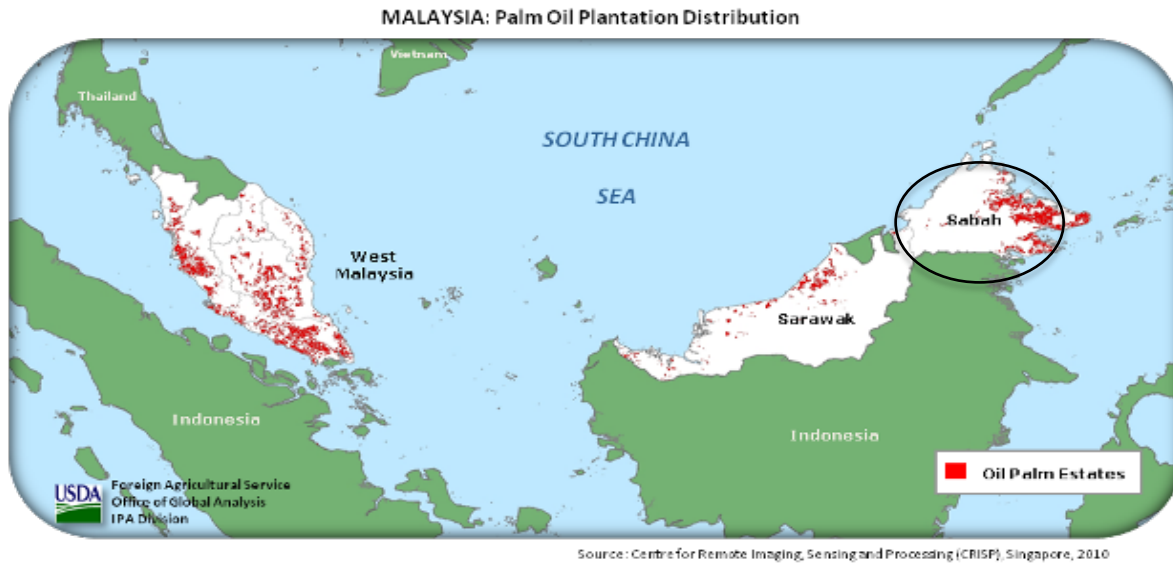 MALAYSIA: Palm Oil Plantation Distribution
Vietnam
Thailand
SOUTH CHINA
SEA
Sabah
West
Malaysia
Sarawak
Indonesia
Indonesia
Oil Palm Estates
USDA
Foreign Agricultural Service
Office of Global Analysis
IPA Division
Source: Centre for Remote Imaging, Sensing and Processing (CRISP), Singapore, 2010